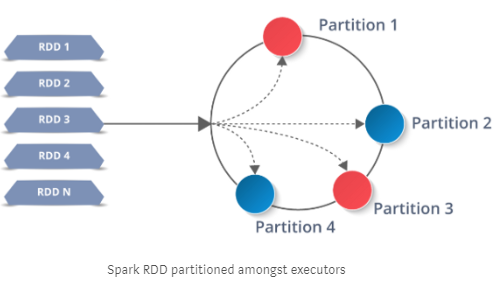 RDD 1
RDD 2
RDD 3
RDD 4
RDD N
Partition 1
Partition 2
Partition 3
Partition 4
Spark RDD partitioned amongst executors